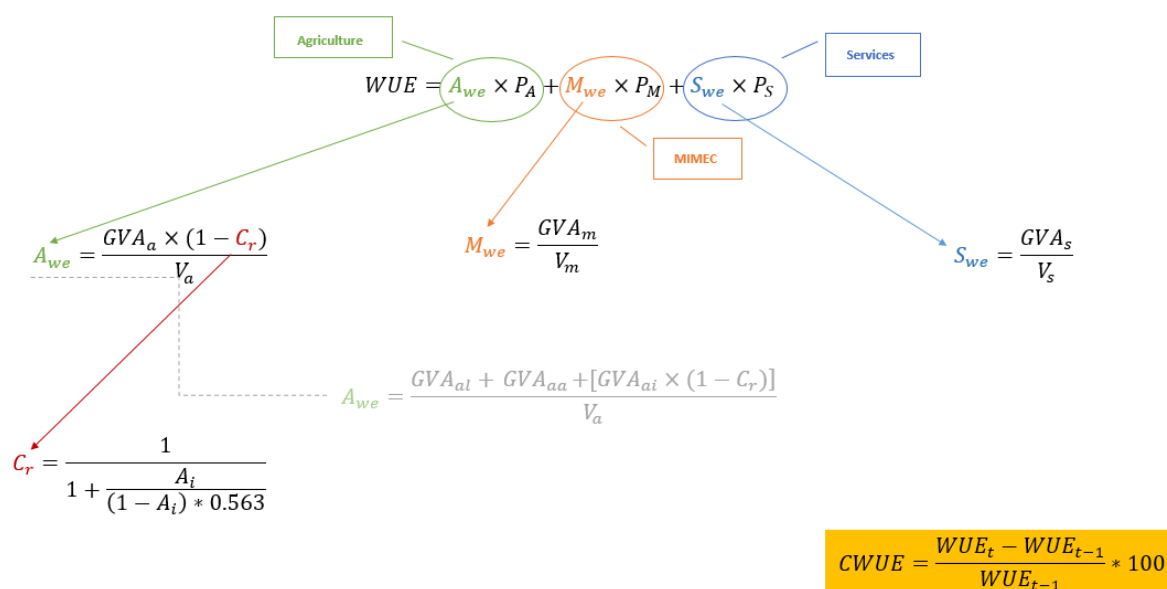 Agriculture
Services
WUE = A_we × P_A + M_we × P_M + S_we × P_S
MIMEC
A_we = GVA_a × (1 − C_r) / V_a
M_we = GVA_m / V_m
S_we = GVA_s / V_s
A_we = GVA_al + GVA_aa + [GVA_ai × (1 − C_r)] / V_a
C_r = 1 / 1 + A_i / (1 − A_i) * 0.563
CWUE = WUE_t − WUE_t−1 / WUE_t−1 * 100